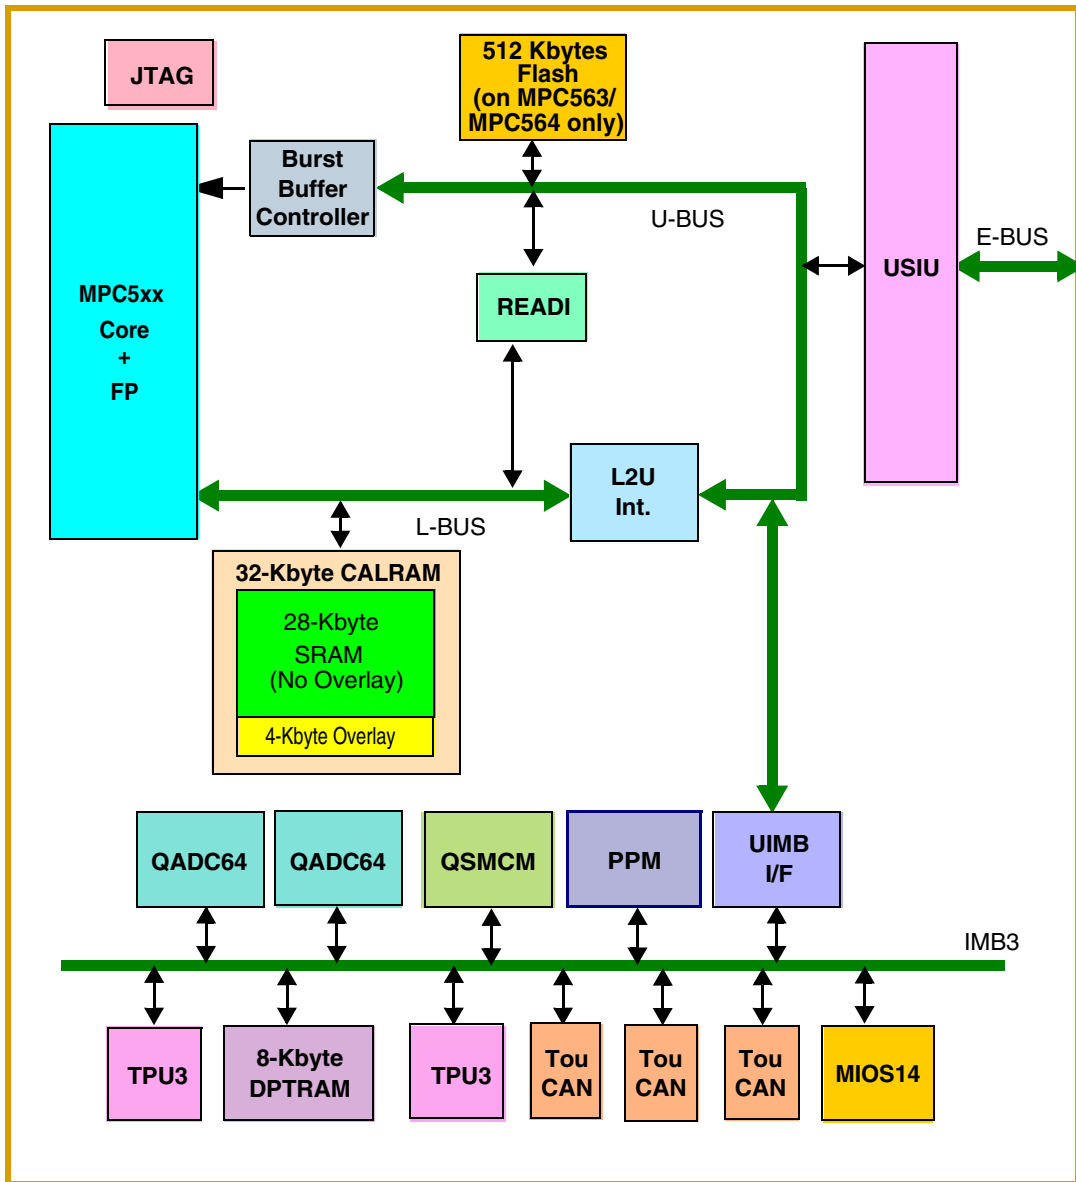 JTAG
512 Kbytes
Flash
(on MPC563/
MPC564 only)
Burst
Buffer
Controller
U-BUS
E-BUS
USIU
MPC5xx
Core
+
FP
READI
L2U
Int.
L-BUS
32-Kbyte CALRAM
28-Kbyte
SRAM
(No Overlay)
4-Kbyte Overlay
QADC64
QADC64
QSMCM
PPM
UIMB
I/F
IMB3
TPU3
8-Kbyte
DPTRAM
TPU3
Tou
CAN
Tou
CAN
Tou
CAN
MIOS14